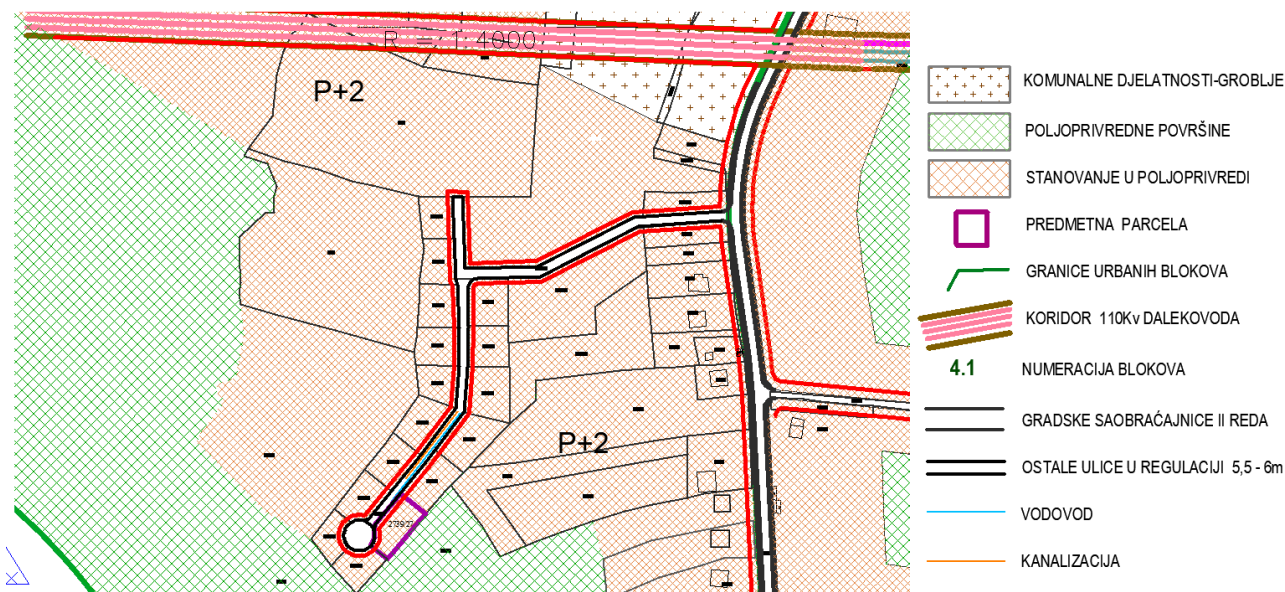 R = 1:4000
P+2
P+2
2739/27
KOMUNALNE DJELATNOSTI-GROBLJE
POLJOPRIVREDNE POVRŠINE
STANOVANJE U POLJOPRIVREDI
PREDMETNA PARCELA
GRANICE URBANIH BLOKOVA
KORIDOR 110Kv DALEKOVODA
4.1 NUMERACIJA BLOKOVA
GRADSKE SAOBRAĆAJNICE II REDA
OSTALE ULICE U REGULACIJI 5,5 - 6m
VODOVOD
KANALIZACIJA